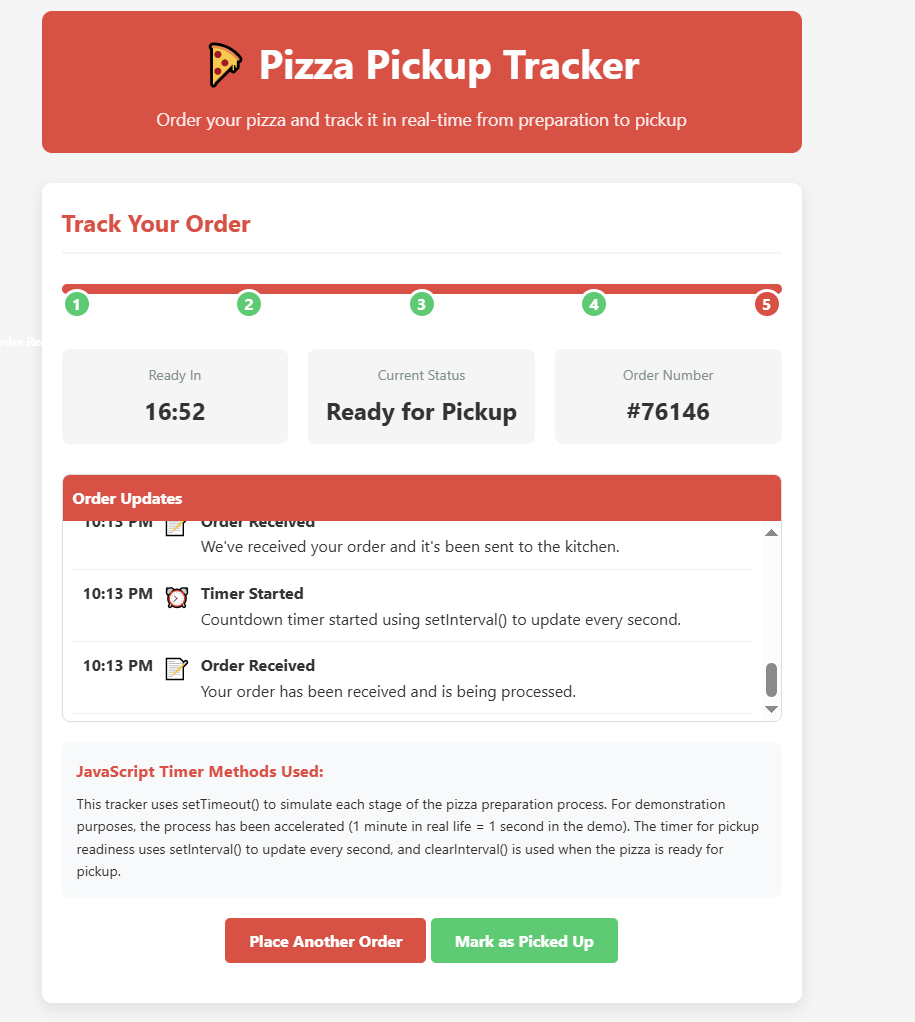 Pizza Pickup Tracker
Order your pizza and track it in real-time from preparation to pickup
Track Your Order
1 2 3 4 5
Ready In Current Status Order Number
16:52 Ready for Pickup #76146
Order Updates
10:13 PM Order Received
We've received your order and it's been sent to the kitchen.
10:13 PM Timer Started
Countdown timer started using setInterval() to update every second.
10:13 PM Order Received
Your order has been received and is being processed.
JavaScript Timer Methods Used:
This tracker uses setTimeout() to simulate each stage of the pizza preparation process. For demonstration
purposes, the process has been accelerated (1 minute in real life = 1 second in the demo). The timer for pickup
readiness uses setInterval() to update every second, and clearInterval() is used when the pizza is ready for
pickup.
Place Another Order Mark as Picked Up